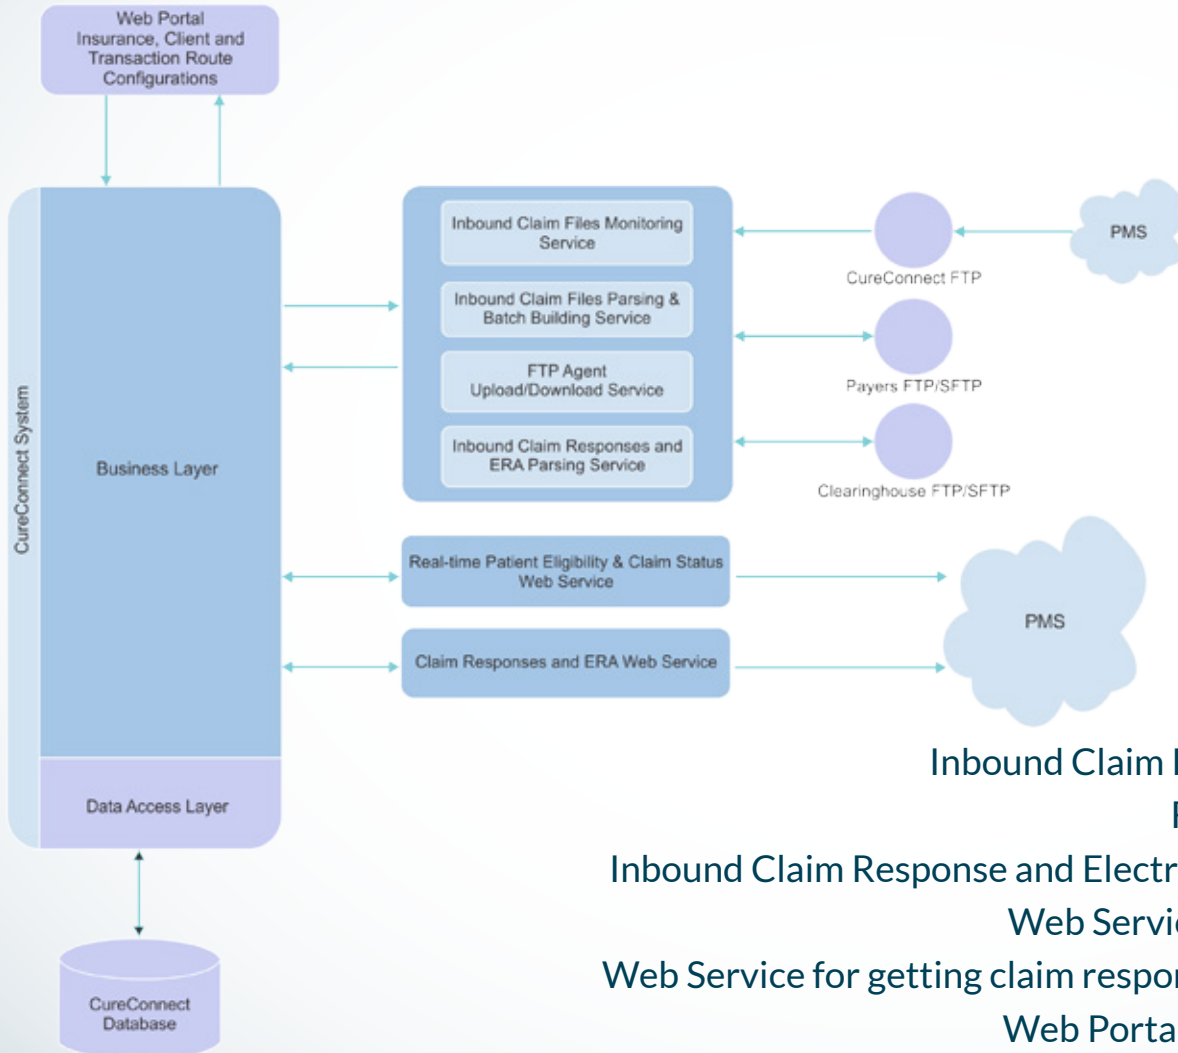 Web Portal
Insurance, Client and
Transaction Route
Configurations
CureConnect System
Business Layer
Data Access Layer
CureConnect
Database
Inbound Claim Files Monitoring
Service
Inbound Claim Files Parsing &
Batch Building Service
FTP Agent
Upload/Download Service
Inbound Claim Responses and
ERA Parsing Service
CureConnect FTP
PMS
Payers FTP/SFTP
Clearinghouse FTP/SFTP
Real-time Patient Eligibility & Claim Status
Web Service
Claim Responses and ERA Web Service
PMS
Inbound Claim
Inbound Claim Response and
Web
Web Service for getting claim
Web